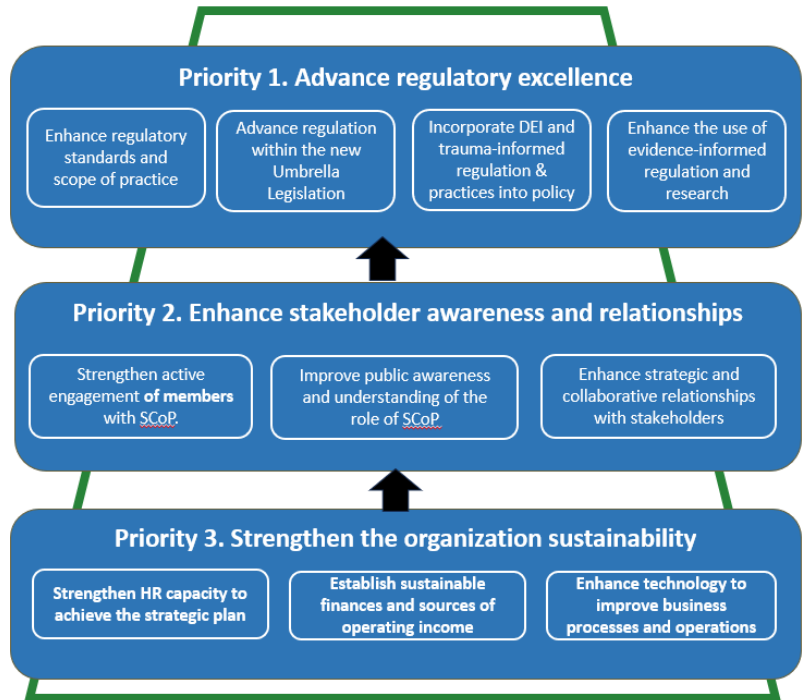 Priority 1. Advance regulatory excellence
Enhance regulatory
standards and
scope of practice
Advance regulation
within the new
Umbrella
Legislation
Incorporate DEI and
trauma-informed
regulation &
practices into policy
Enhance the use of
evidence-informed
regulation and
research
Priority 2. Enhance stakeholder awareness and relationships
Strengthen active
engagement of members
with SCoP.
Improve public awareness
and understanding of the
role of SCoP
Enhance strategic and
collaborative relationships
with stakeholders
Priority 3. Strengthen the organization sustainability
Strengthen HR capacity to
achieve the strategic plan
Establish sustainable
finances and sources of
operating income
Enhance technology to
improve business
processes and operations